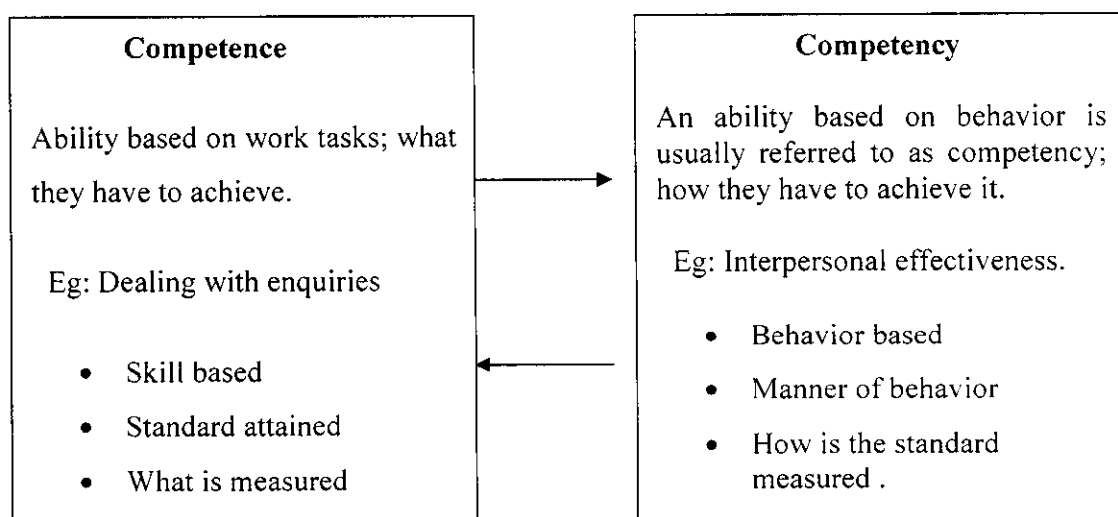 Competence
Ability based on work tasks; what
they have to achieve.
Eg: Dealing with enquiries
• Skill based
• Standard attained
• What is measured
Competency
An ability based on behavior is
usually referred to as competency;
how they have to achieve it.
Eg: Interpersonal effectiveness.
• Behavior based
• Manner of behavior
• How is the standard
measured .